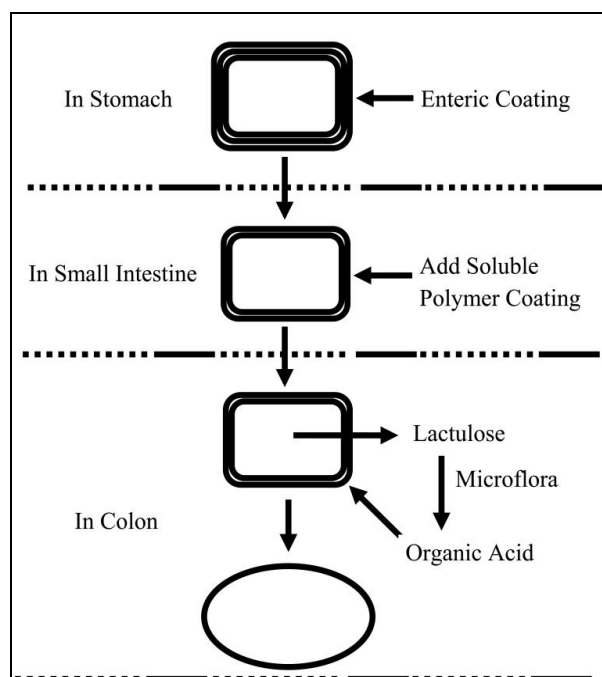 In Stomach
Enteric Coating
In Small Intestine
Add Soluble
Polymer Coating
Lactulose
Microflora
In Colon
Organic Acid